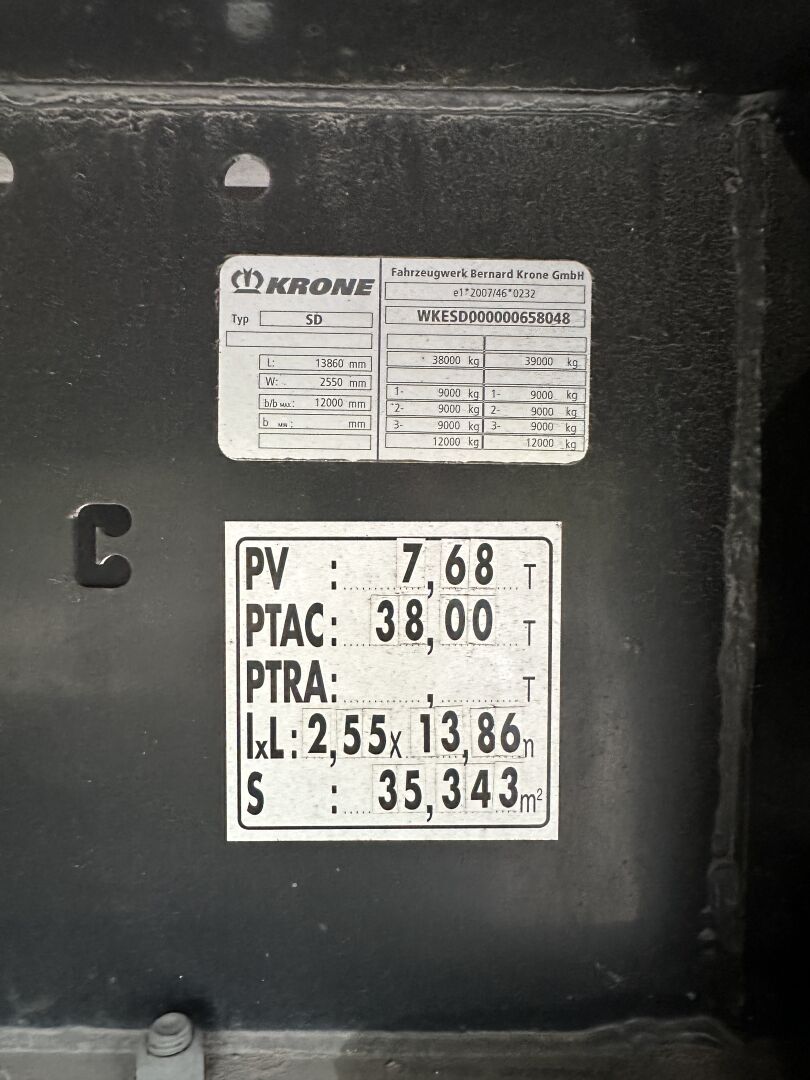 KRONE
Typ SD
L: 13860 mm
W: 2550 mm
b/b MAX.: 12000 mm
b MIN.: mm
Fahrzeugwerk Bernard Krone GmbH
e1*2007/46*0232
WKESD000000658048
38000 kg 39000 kg
1- 9000 kg 1- 9000 kg
2- 9000 kg 2- 9000 kg
3- 9000 kg 3- 9000 kg
12000 kg 12000 kg
PV : 7,68 T
PTAC: 38,00 T
PTRA: , T
lxL: 2,55x 13,86m
S : 35,343m²